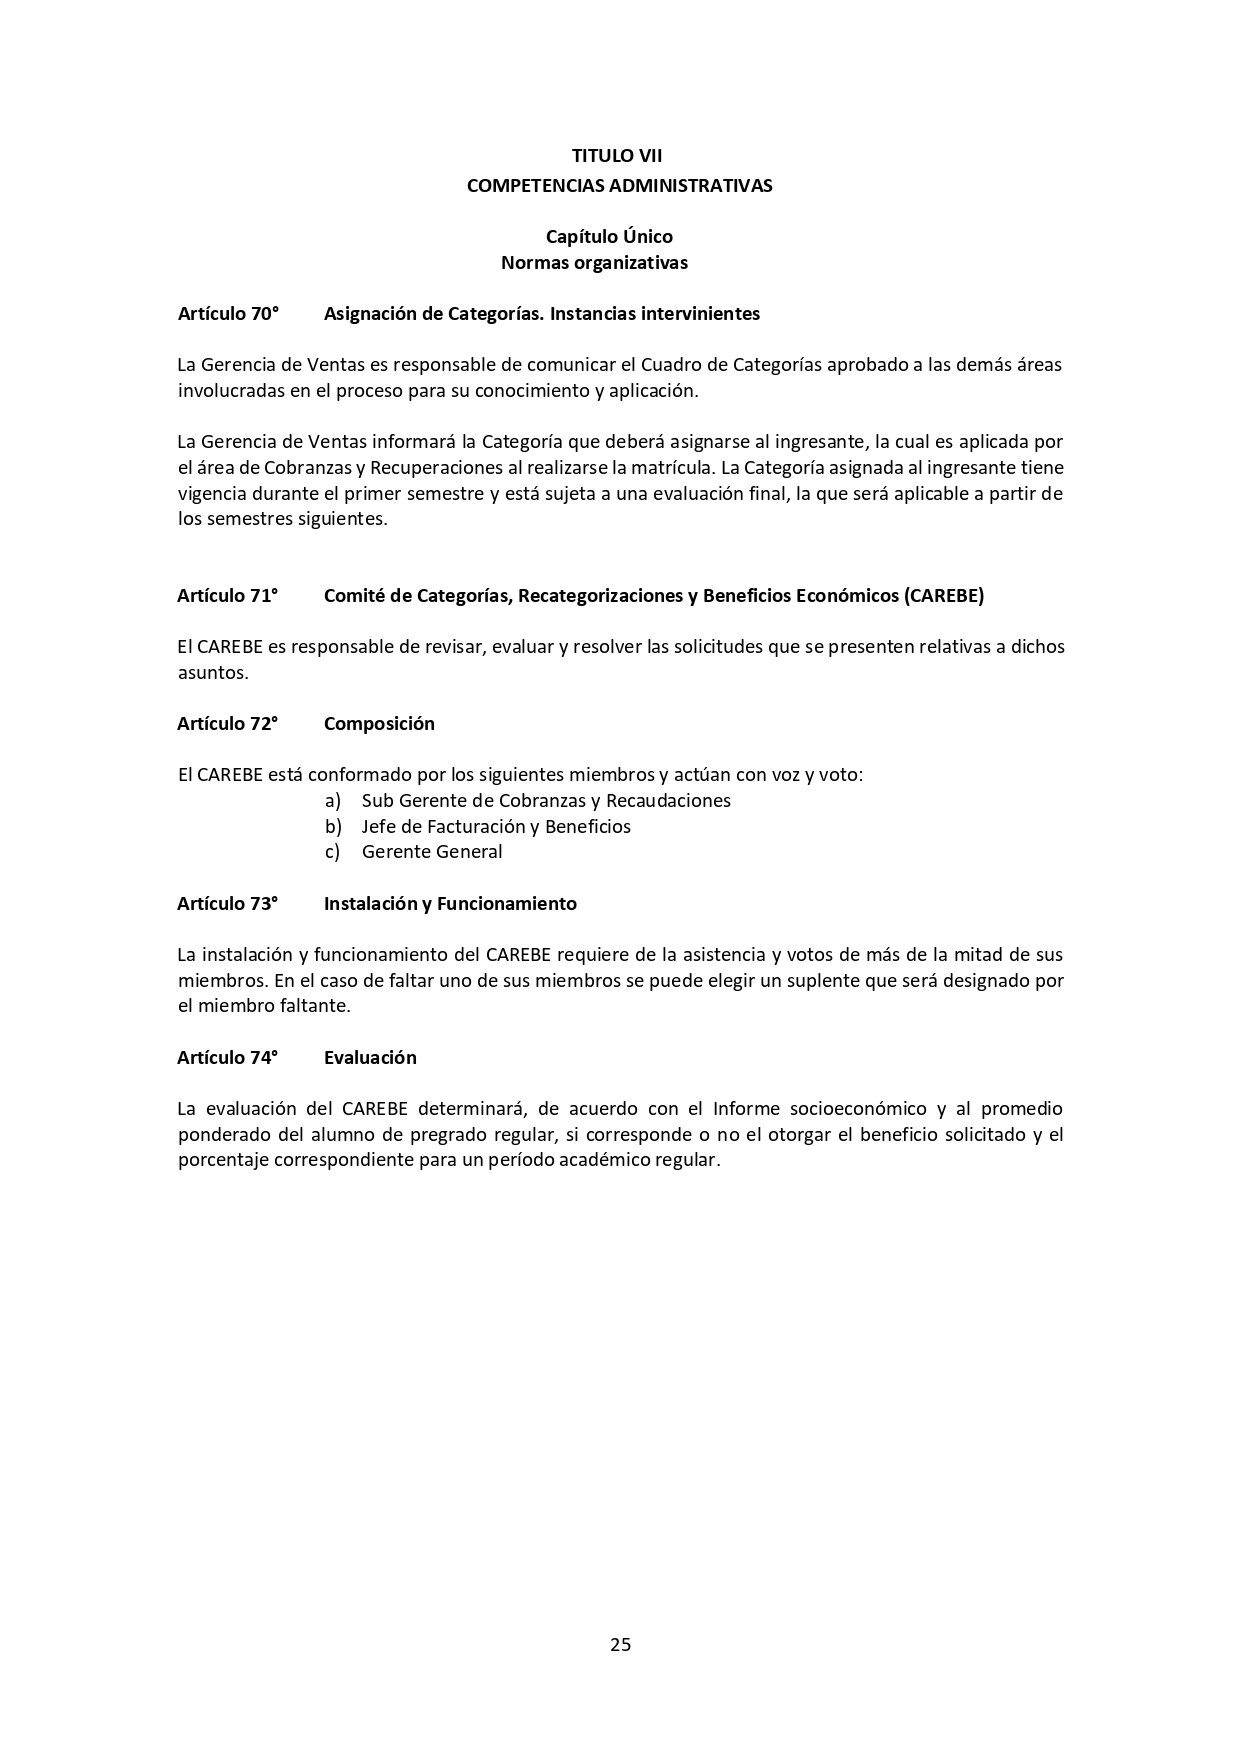 TITULO VII
COMPETENCIAS ADMINISTRATIVAS
Capítulo Único
Normas organizativas
Artículo 70° Asignación de Categorías. Instancias intervinientes
La Gerencia de Ventas es responsable de comunicar el Cuadro de Categorías aprobado a las demás áreas
involucradas en el proceso para su conocimiento y aplicación.
La Gerencia de Ventas informará la Categoría que deberá asignarse al ingresante, la cual es aplicada por
el área de Cobranzas y Recuperaciones al realizarse la matrícula. La Categoría asignada al ingresante tiene
vigencia durante el primer semestre y está sujeta a una evaluación final, la que será aplicable a partir de
los semestres siguientes.
Artículo 71° Comité de Categorías, Recategorizaciones y Beneficios Económicos (CAREBE)
El CAREBE es responsable de revisar, evaluar y resolver las solicitudes que se presenten relativas a dichos
asuntos.
Artículo 72° Composición
El CAREBE está conformado por los siguientes miembros y actúan con voz y voto:
a) Sub Gerente de Cobranzas y Recaudaciones
b) Jefe de Facturación y Beneficios
c) Gerente General
Artículo 73° Instalación y Funcionamiento
La instalación y funcionamiento del CAREBE requiere de la asistencia y votos de más de la mitad de sus
miembros. En el caso de faltar uno de sus miembros se puede elegir un suplente que será designado por
el miembro faltante.
Artículo 74° Evaluación
La evaluación del CAREBE determinará, de acuerdo con el Informe socioeconómico y al promedio
ponderado del alumno de pregrado regular, si corresponde o no el otorgar el beneficio solicitado y el
porcentaje correspondiente para un período académico regular.
25